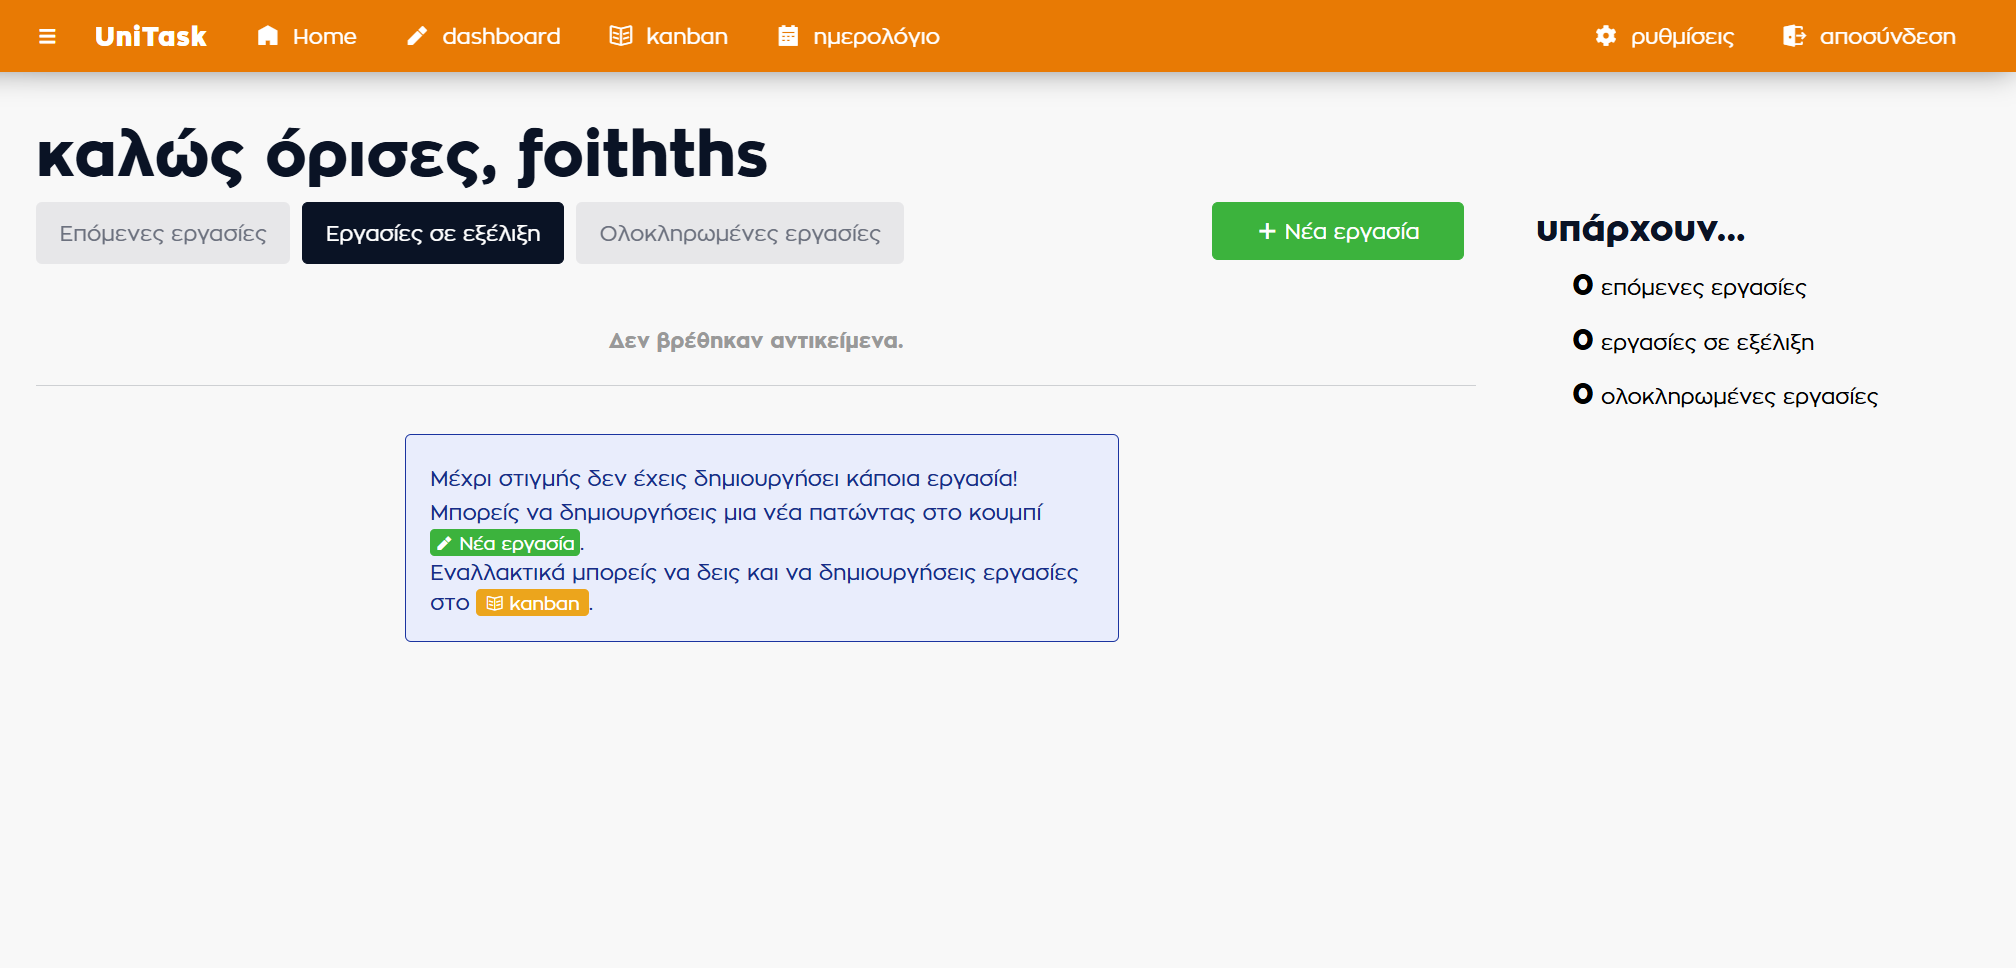 UniTask Home dashboard kanban ημερολόγιο ρυθμίσεις αποσύνδεση
καλώς όρισες, foithths
Επόμενες εργασίες Εργασίες σε εξέλιξη Ολοκληρωμένες εργασίες
+ Νέα εργασία
Δεν βρέθηκαν αντικείμενα.
Μέχρι στιγμής δεν έχεις δημιουργήσει κάποια εργασία!
Μπορείς να δημιουργήσεις μια νέα πατώντας στο κουμπί
Νέα εργασία.
Εναλλακτικά μπορείς να δεις και να δημιουργήσεις εργασίες
στο kanban.
υπάρχουν...
0 επόμενες εργασίες
0 εργασίες σε εξέλιξη
0 ολοκληρωμένες εργασίες